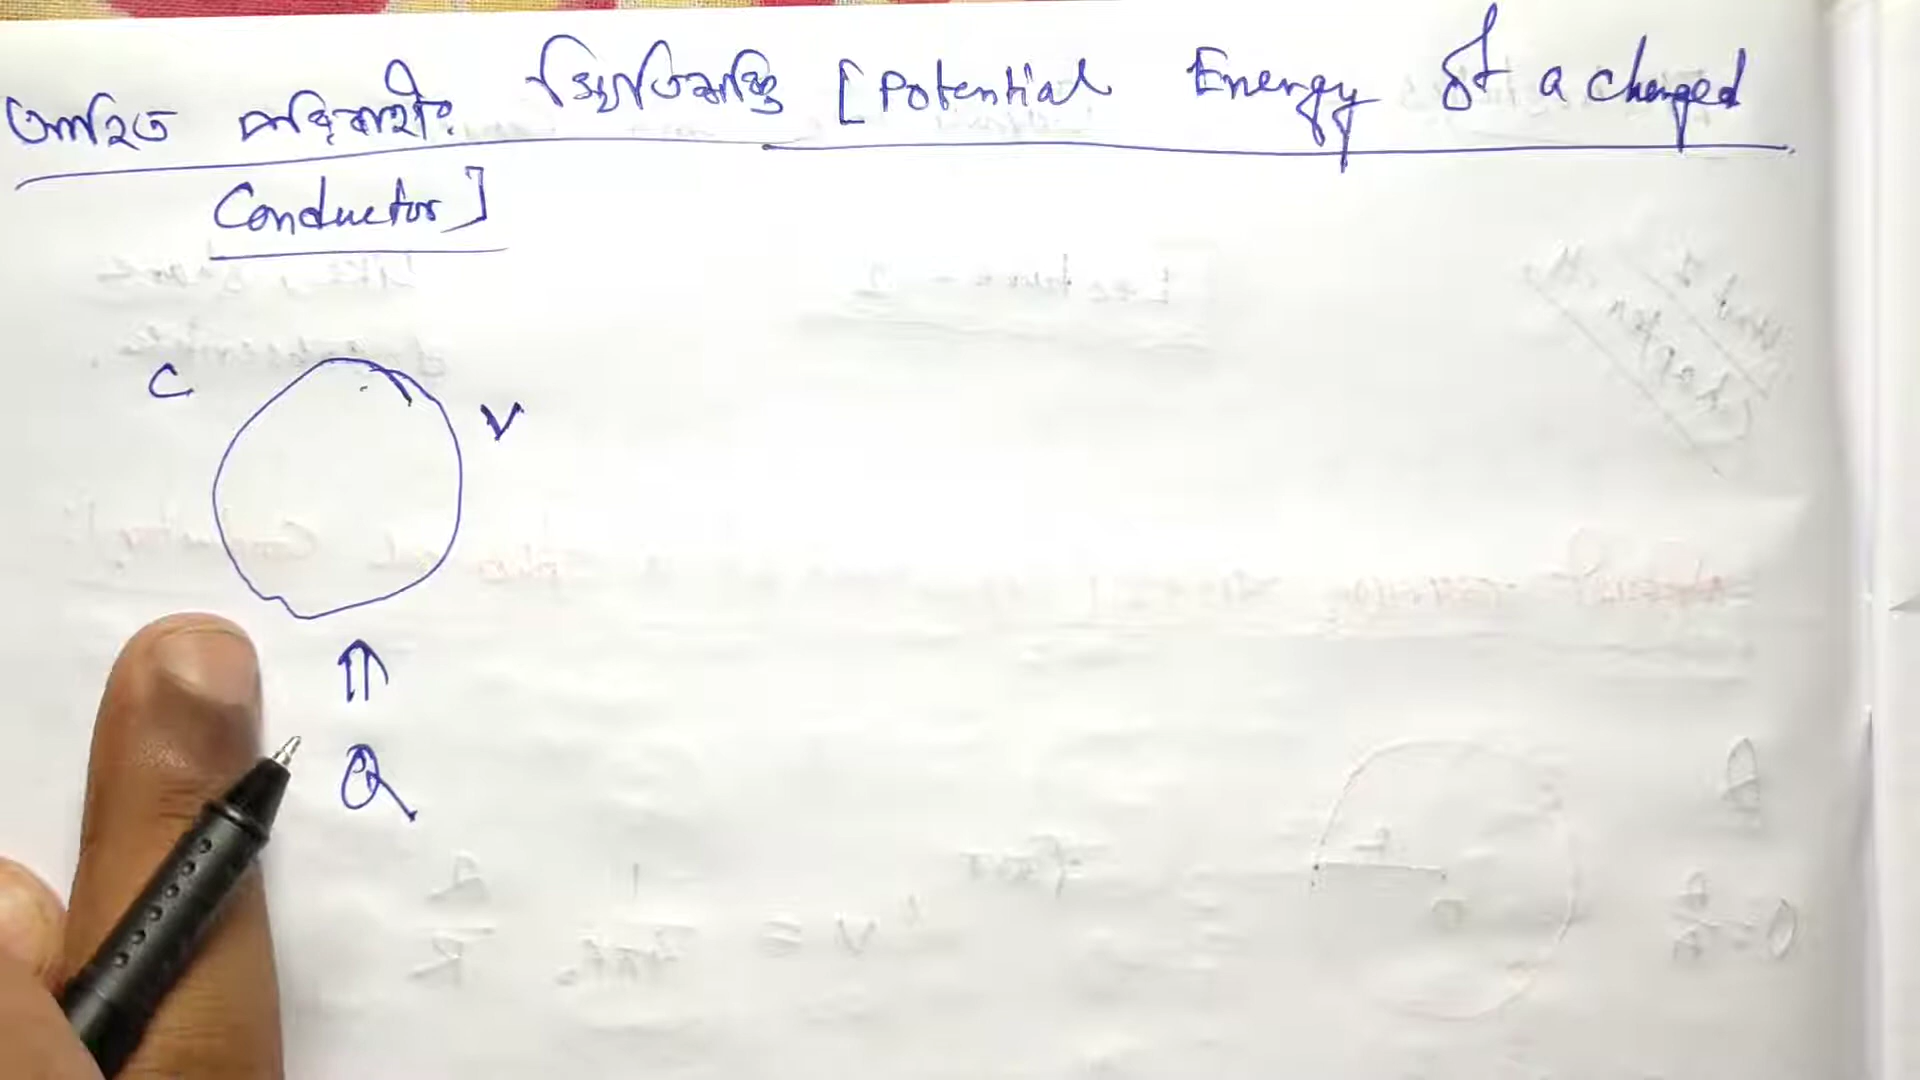 আহিত পরিবাহীর স্থিতিশক্তি [Potential Energy of a charged
Conductor]
C
V
⇑
Q